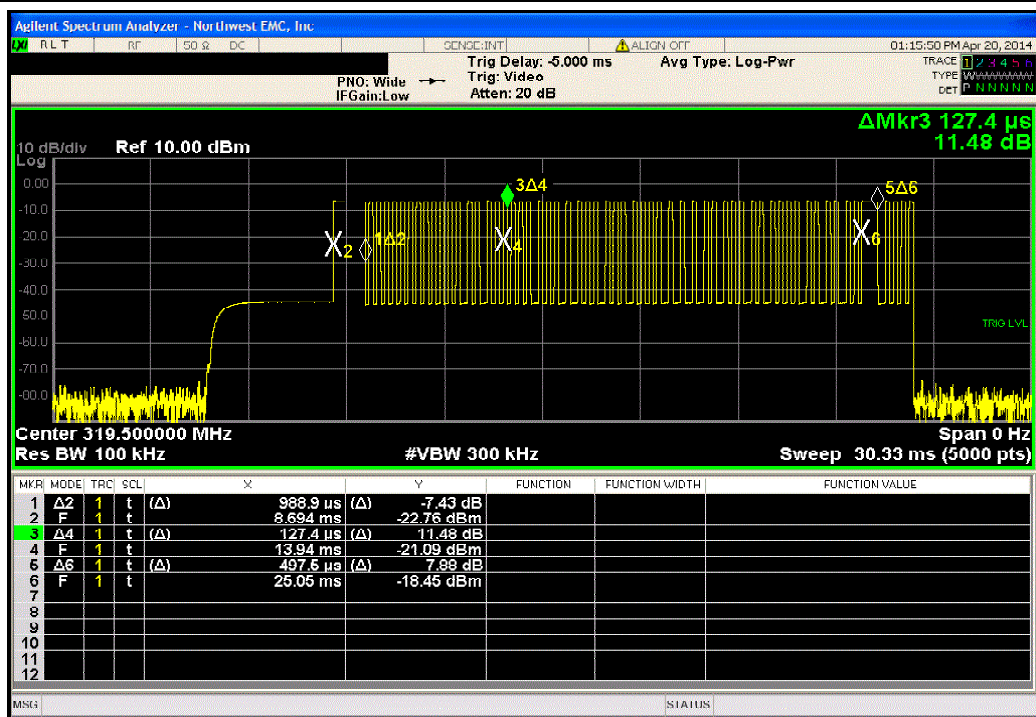 Agilent Spectrum Analyzer - Northwest EMC, Inc
LXI RLT RF 50 Ω DC SENSE:INT ALIGN OFF 01:15:50 PM Apr 20, 2014
Trig Delay: -5.000 ms Avg Type: Log-Pwr TRACE 1 2 3 4 5 6
PNO: Wide Trig: Video TYPE WWWWWW
IFGain:Low Atten: 20 dB DET P N N N N N
ΔMkr3 127.4 µs
10 dB/div Ref 10.00 dBm 11.48 dB
Log
0.00
3Δ4
5Δ6
-10.0
-20.0
2
1Δ2
4
6
-30.0
-40.0
-50.0
TRIG LVL
-60.0
-70.0
-80.0
Center 319.500000 MHz Span 0 Hz
Res BW 100 kHz #VBW 300 kHz Sweep 30.33 ms (5000 pts)
MKR MODE TRC SCL X Y FUNCTION FUNCTION WIDTH FUNCTION VALUE
1 Δ2 1 t (Δ) 988.9 µs (Δ) -7.43 dB
2 F 1 t 8.694 ms -22.76 dBm
3 Δ4 1 t (Δ) 127.4 µs (Δ) 11.48 dB
4 F 1 t 13.94 ms -21.09 dBm
5 Δ6 1 t (Δ) 497.5 µs (Δ) 7.88 dB
6 F 1 t 25.05 ms -18.45 dBm
7
8
9
10
11
12
MSG STATUS